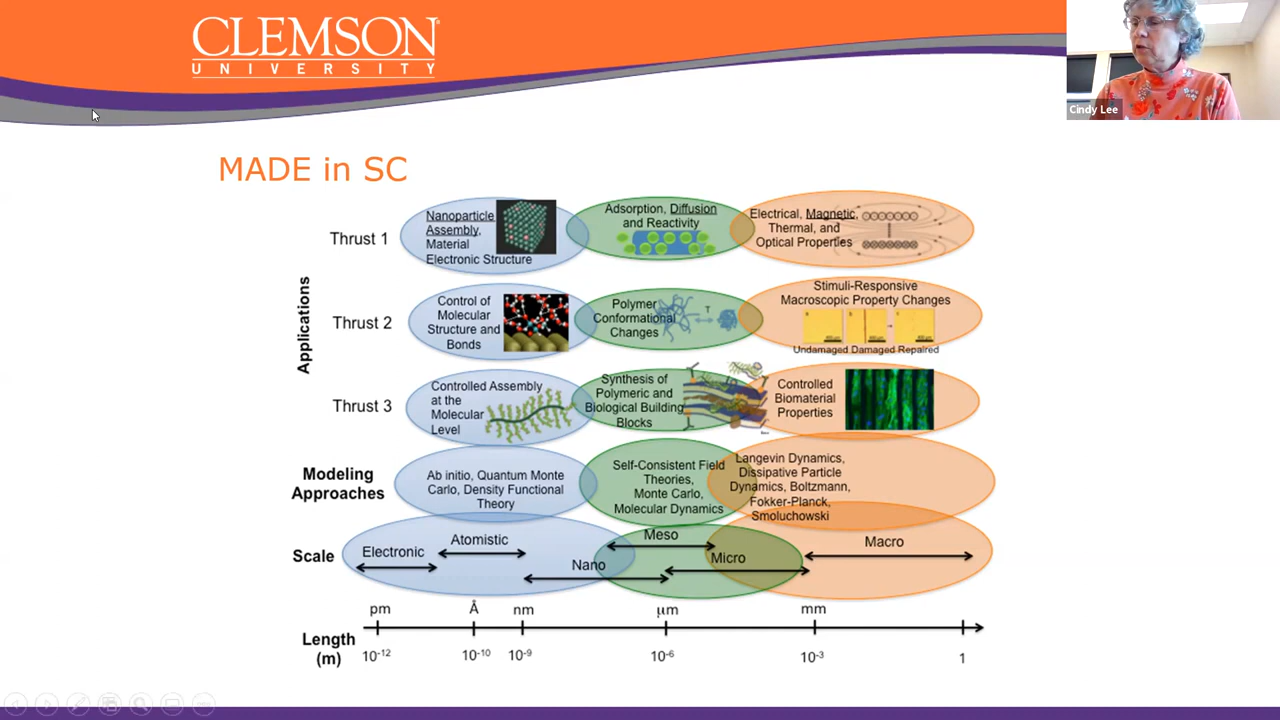 CLEMSON
UNIVERSITY
Cindy Lee
MADE in SC
Applications
Thrust 1
Nanoparticle
Assembly,
Material
Electronic Structure
Adsorption, Diffusion
and Reactivity
Electrical, Magnetic,
Thermal, and
Optical Properties
Thrust 2
Control of
Molecular
Structure and
Bonds
Polymer
Conformational
Changes
T
Stimuli-Responsive
Macroscopic Property Changes
Undamaged Damaged Repaired
Thrust 3
Controlled Assembly
at the
Molecular
Level
Synthesis of
Polymeric and
Biological Building
Blocks
Controlled
Biomaterial
Properties
Modeling
Approaches
Ab initio, Quantum Monte
Carlo, Density Functional
Theory
Self-Consistent Field
Theories,
Monte Carlo,
Molecular Dynamics
Langevin Dynamics,
Dissipative Particle
Dynamics, Boltzmann,
Fokker-Planck,
Smoluchowski
Scale
Electronic
Atomistic
Nano
Meso
Micro
Macro
pm Å nm μm mm
Length
(m)
10⁻¹² 10⁻¹⁰ 10⁻⁹ 10⁻⁶ 10⁻³ 1